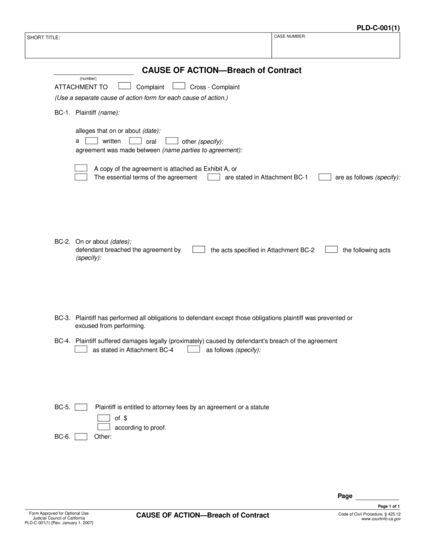 PLD-C-001(1)
SHORT TITLE:
CASE NUMBER:
CAUSE OF ACTION—Breach of Contract
(number)
ATTACHMENT TO Complaint Cross - Complaint
(Use a separate cause of action form for each cause of action.)
BC-1. Plaintiff (name):
alleges that on or about (date):
a written oral other (specify):
agreement was made between (name parties to agreement):
A copy of the agreement is attached as Exhibit A, or
The essential terms of the agreement are stated in Attachment BC-1 are as follows (specify):
BC-2. On or about (dates):
defendant breached the agreement by the acts specified in Attachment BC-2 the following acts
(specify):
BC-3. Plaintiff has performed all obligations to defendant except those obligations plaintiff was prevented or
excused from performing.
BC-4. Plaintiff suffered damages legally (proximately) caused by defendant's breach of the agreement
as stated in Attachment BC-4 as follows (specify):
BC-5. Plaintiff is entitled to attorney fees by an agreement or a statute
of $
according to proof.
BC-6. Other:
Page
Page 1 of 1
Form Approved for Optional Use
Judicial Council of California
PLD-C-001(1) [Rev. January 1, 2007]
CAUSE OF ACTION—Breach of Contract
Code of Civil Procedure, § 425.12
www.courtinfo.ca.gov